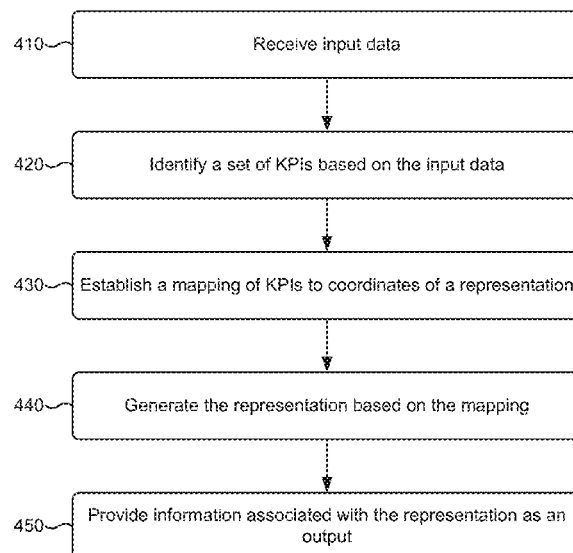 410
Receive input data
420
Identify a set of KPIs based on the input data
430
Establish a mapping of KPIs to coordinates of a representation
440
Generate the representation based on the mapping
450
Provide information associated with the representation as an
output